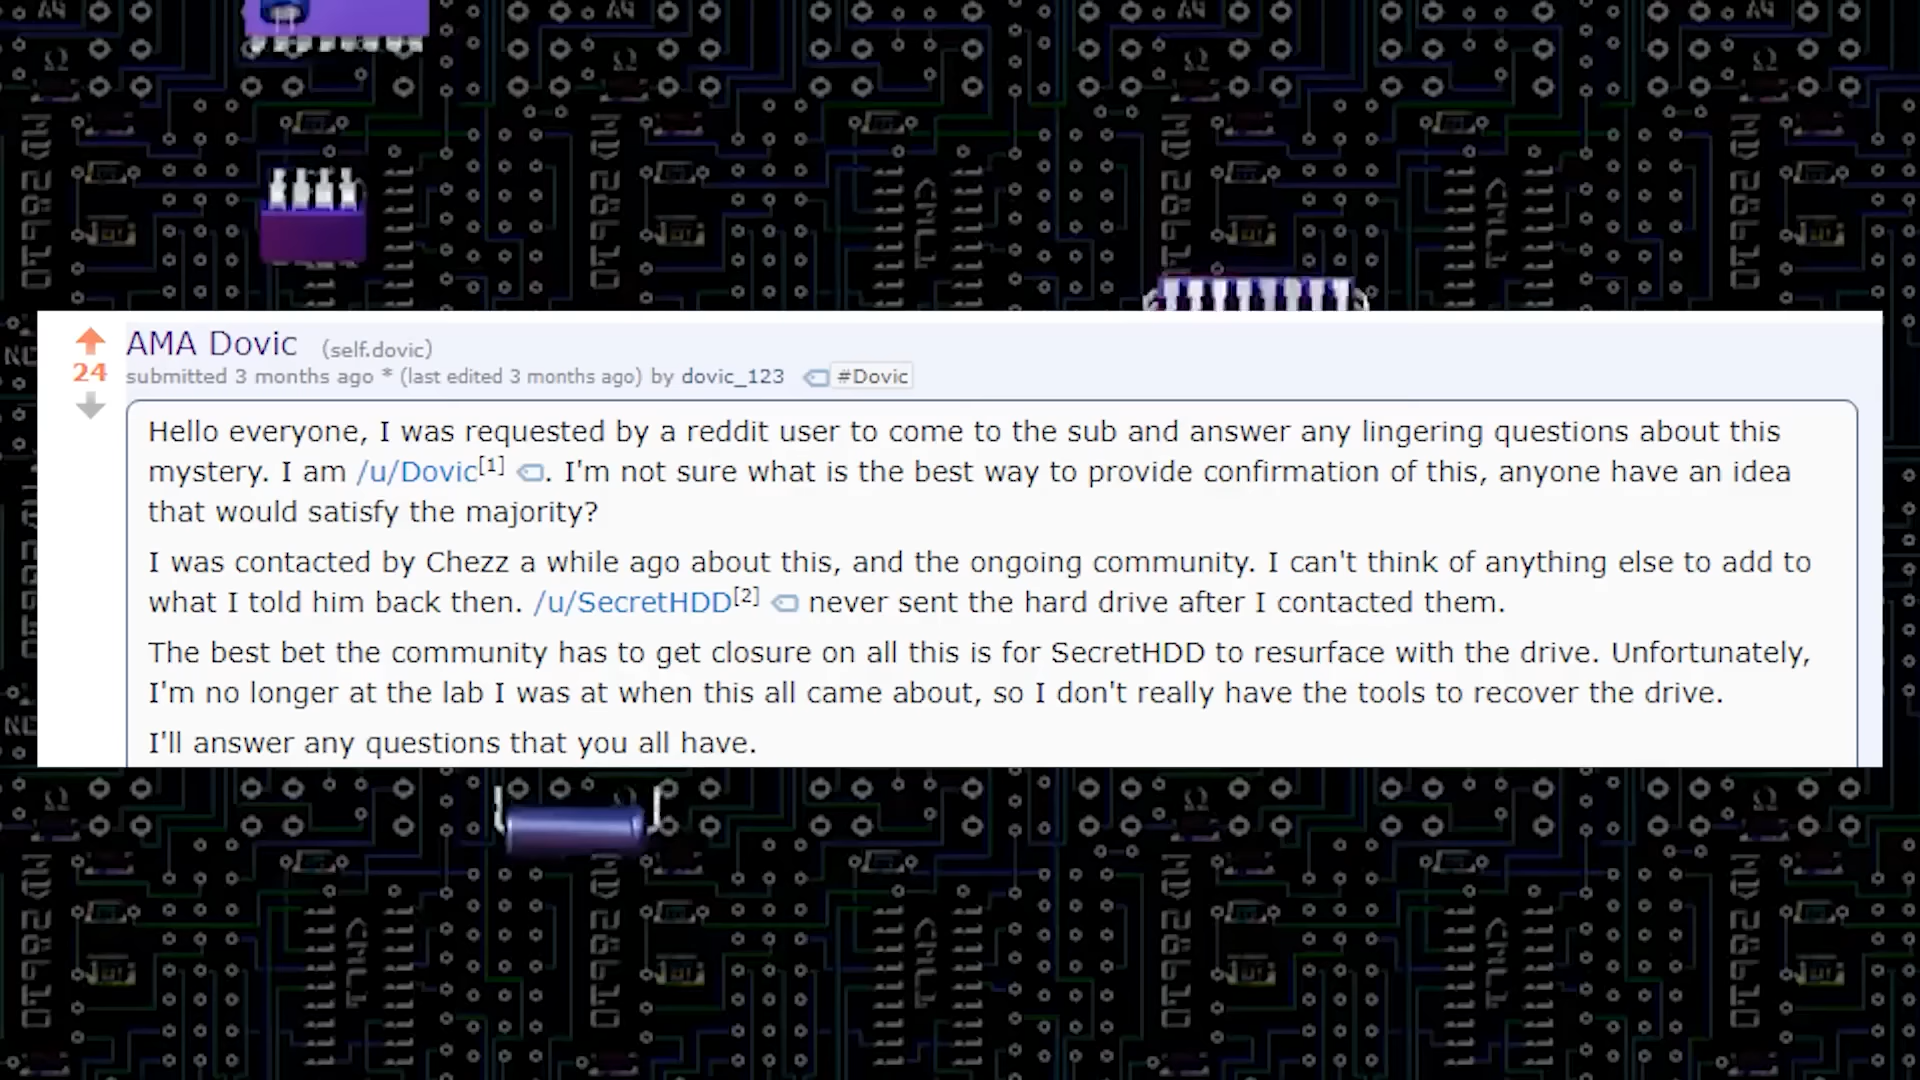 AMA Dovic (self.dovic)
24
submitted 3 months ago * (last edited 3 months ago) by dovic_123 #Dovic
Hello everyone, I was requested by a reddit user to come to the sub and answer any lingering questions about this
mystery. I am /u/Dovic[1] . I'm not sure what is the best way to provide confirmation of this, anyone have an idea
that would satisfy the majority?
I was contacted by Chezz a while ago about this, and the ongoing community. I can't think of anything else to add to
what I told him back then. /u/SecretHDD[2] never sent the hard drive after I contacted them.
The best bet the community has to get closure on all this is for SecretHDD to resurface with the drive. Unfortunately,
I'm no longer at the lab I was at when this all came about, so I don't really have the tools to recover the drive.
I'll answer any questions that you all have.